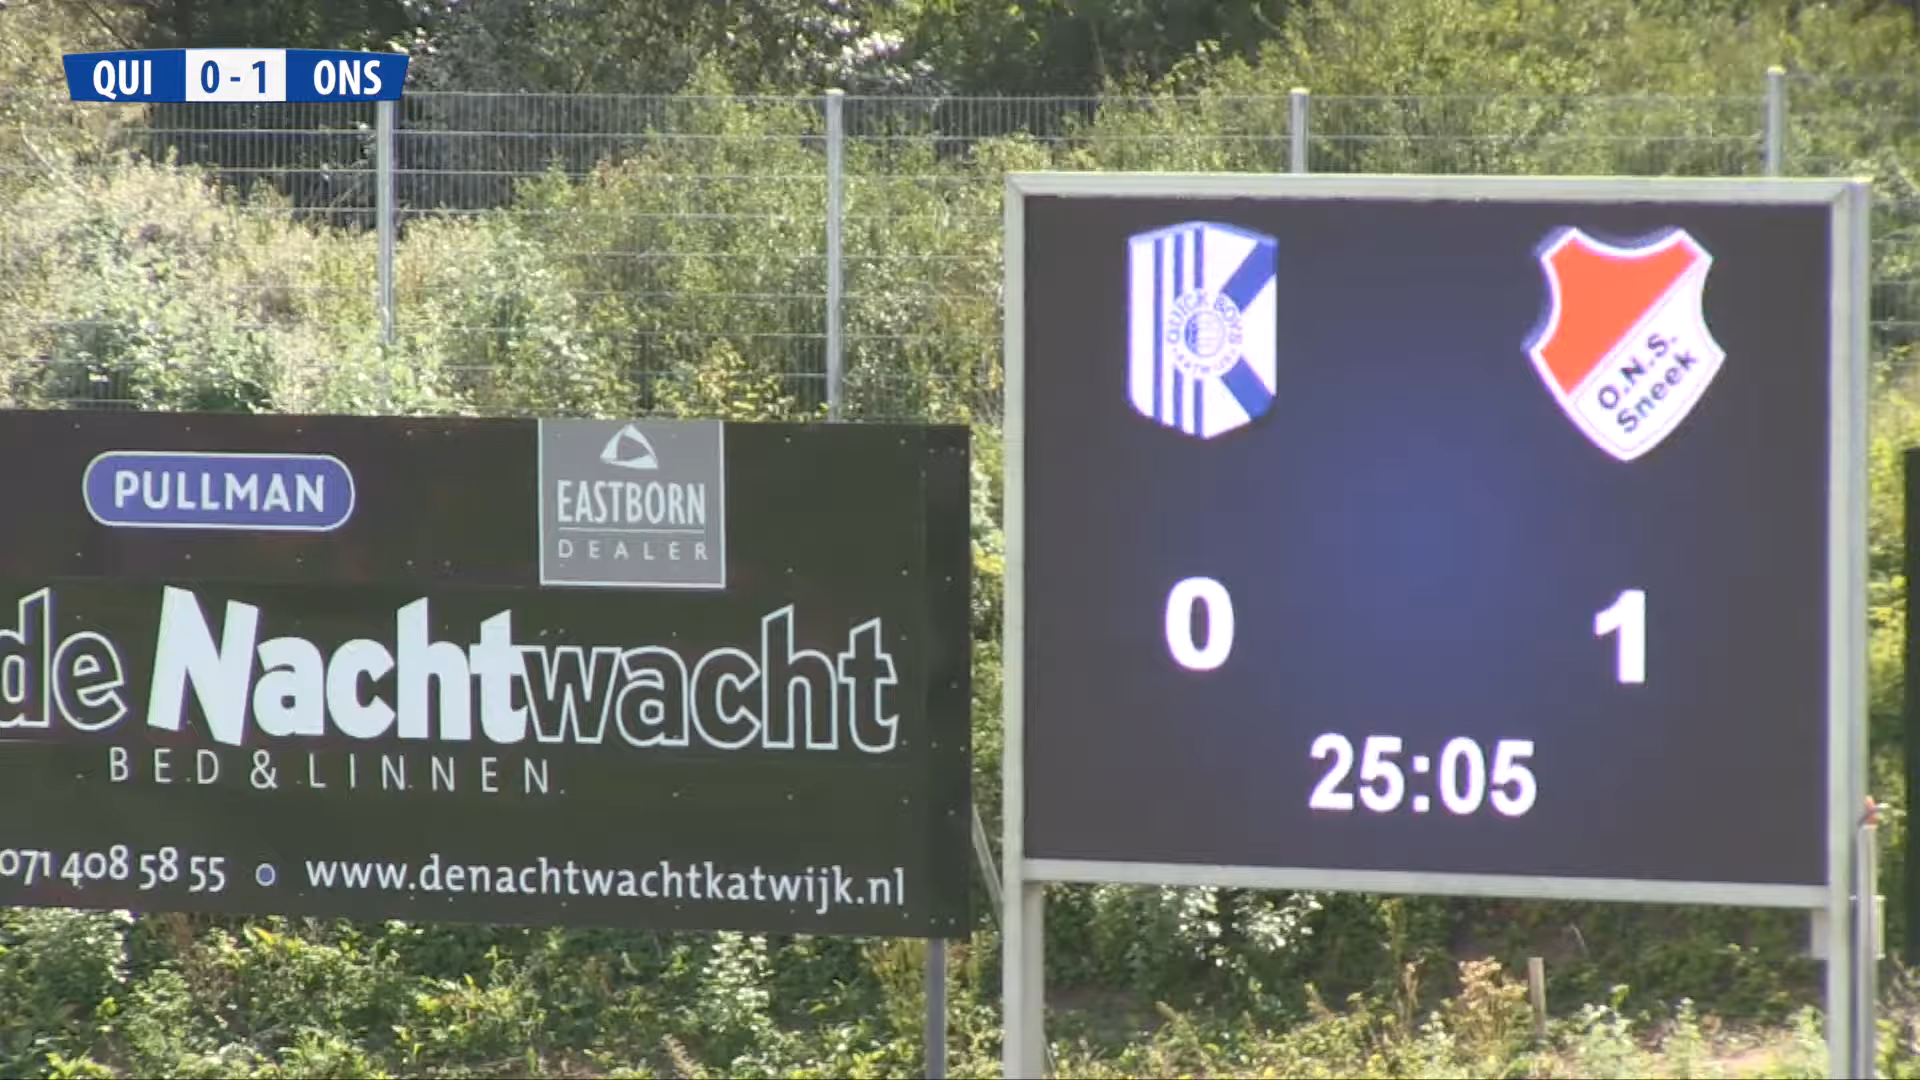 QUI 0 - 1 ONS
PULLMAN
EASTBORN
DEALER
de Nachtwacht
BED & LINNEN
071 408 58 55 • www.denachtwachtkatwijk.nl
QUICK BOYS
O.N.S.
Sneek
0 1
25:05